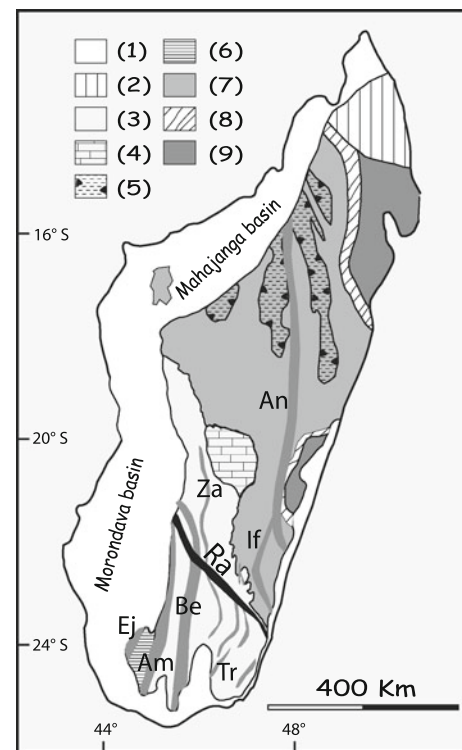 (1) (6)
(2) (7)
(3) (8)
(4) (9)
(5)
16° S
Mahajanga basin
An
20° S
Za
Morondava basin
Ra
If
Be
Ej
24° S
Am
Tr
400 Km
44° 48°